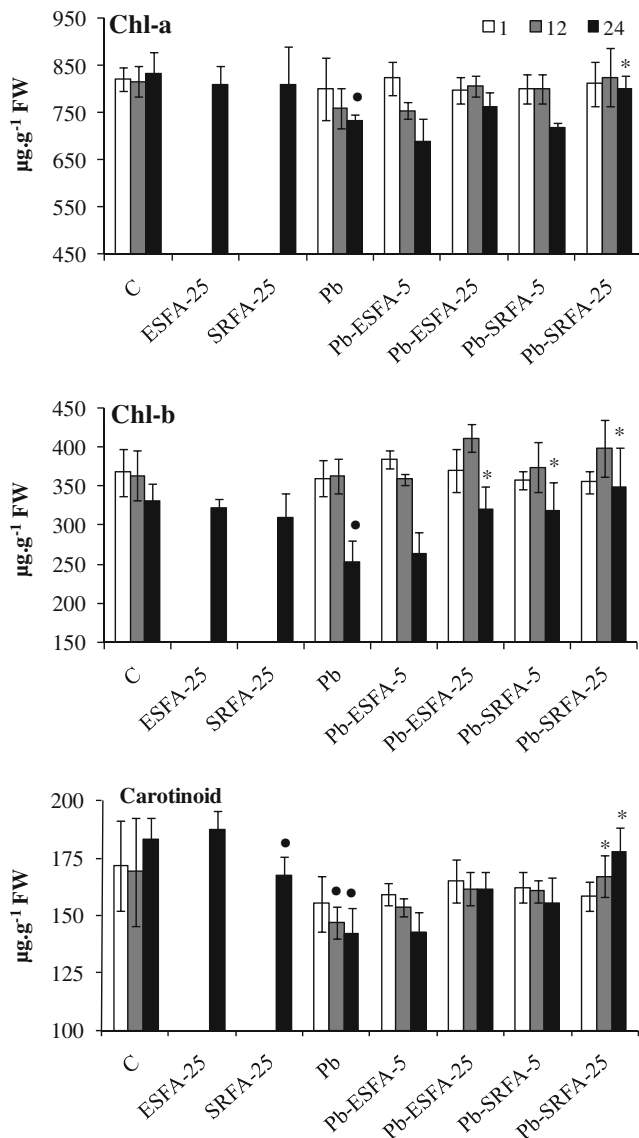 Chl-a
1 12 24
µg.g-1 FW
850
750
650
550
450
*
C
ESFA-25
SRFA-25
Pb
Pb-ESFA-5
Pb-ESFA-25
Pb-SRFA-5
Pb-SRFA-25
Chl-b
µg.g-1 FW
450
400
350
300
250
200
150
* * *
C
ESFA-25
SRFA-25
Pb
Pb-ESFA-5
Pb-ESFA-25
Pb-SRFA-5
Pb-SRFA-25
Carotinoid
µg.g-1 FW
200
175
150
125
100
* *
C
ESFA-25
SRFA-25
Pb
Pb-ESFA-5
Pb-ESFA-25
Pb-SRFA-5
Pb-SRFA-25